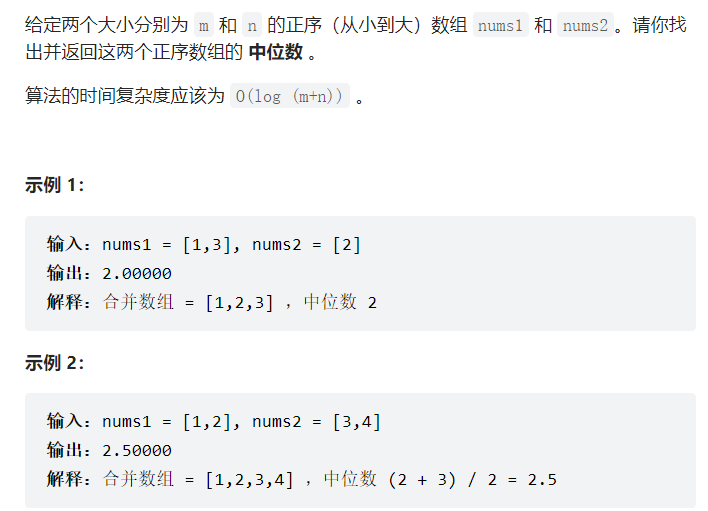 给定两个大小分别为 m 和 n 的正序（从小到大）数组 nums1 和 nums2。请你找
出并返回这两个正序数组的 中位数 。
算法的时间复杂度应该为 O(log (m+n)) 。
示例 1：
输入：nums1 = [1,3], nums2 = [2]
输出：2.00000
解释：合并数组 = [1,2,3] ，中位数 2
示例 2：
输入：nums1 = [1,2], nums2 = [3,4]
输出：2.50000
解释：合并数组 = [1,2,3,4] ，中位数 (2 + 3) / 2 = 2.5